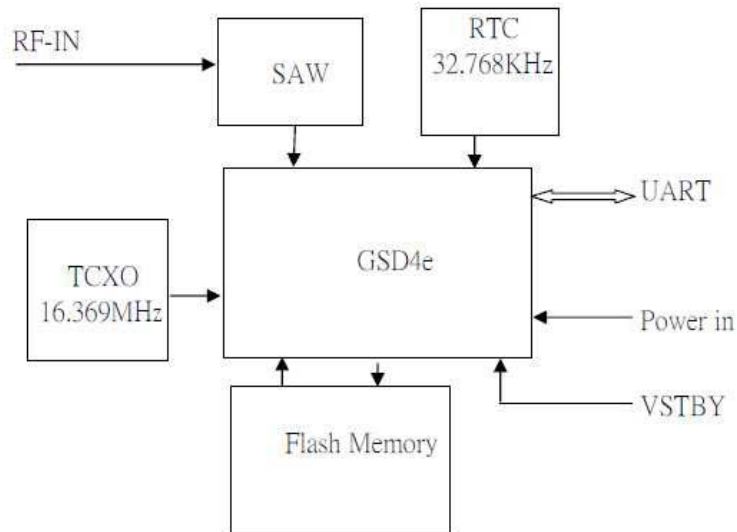 RF-IN
SAW
RTC
32.768KHz
UART
GSD4e
TCXO
16.369MHz
Power in
VSTBY
Flash Memory